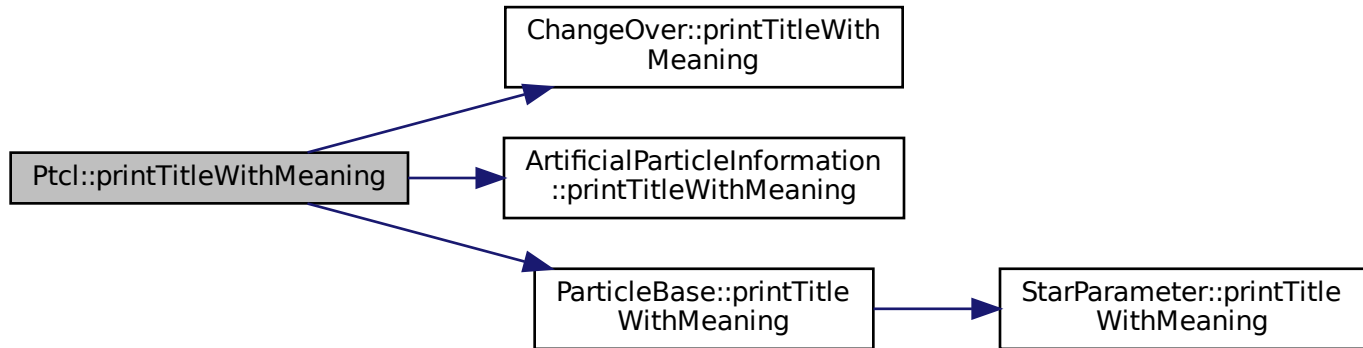 ChangeOver::printTitleWith
Meaning
Ptcl::printTitleWithMeaning
ArtificialParticleInformation
::printTitleWithMeaning
ParticleBase::printTitle
WithMeaning
StarParameter::printTitle
WithMeaning